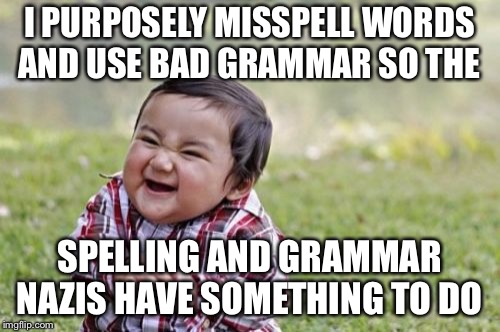 I PURPOSELY MISSPELL WORDS
AND USE BAD GRAMMAR SO THE
SPELLING AND GRAMMAR
NAZIS HAVE SOMETHING TO DO
imgflip.com